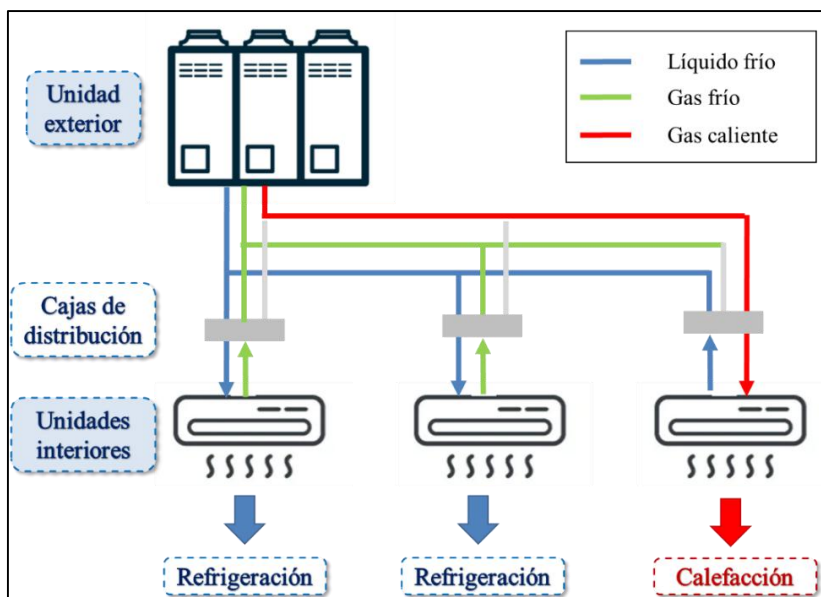 Unidad
exterior
Líquido frío
Gas frío
Gas caliente
Cajas de
distribución
Unidades
interiores
Refrigeración
Refrigeración
Calefacción